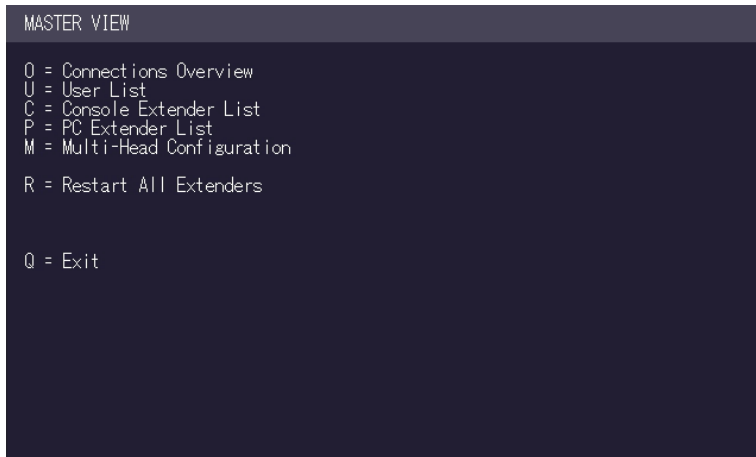 MASTER VIEW
O = Connections Overview
U = User List
C = Console Extender List
P = PC Extender List
M = Multi-Head Configuration
R = Restart All Extenders
Q = Exit